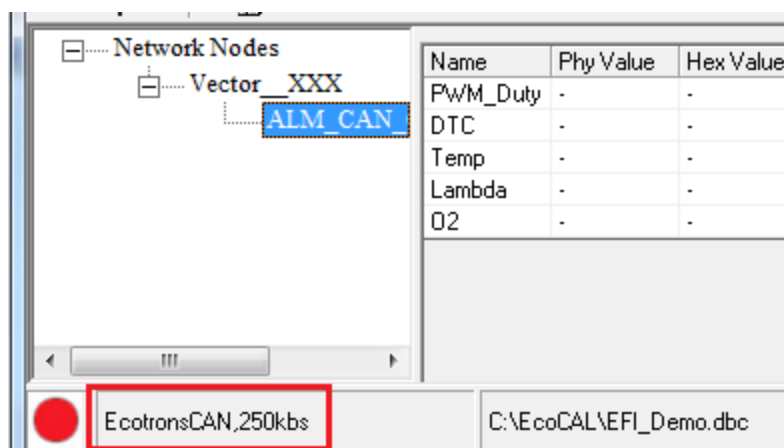 Network Nodes
Vector__XXX
ALM_CAN_
Name Phy Value Hex Value
PWM_Duty - -
DTC - -
Temp - -
Lambda - -
O2 - -
EcotronsCAN,250kbs
C:\EcoCAL\EFI_Demo.dbc